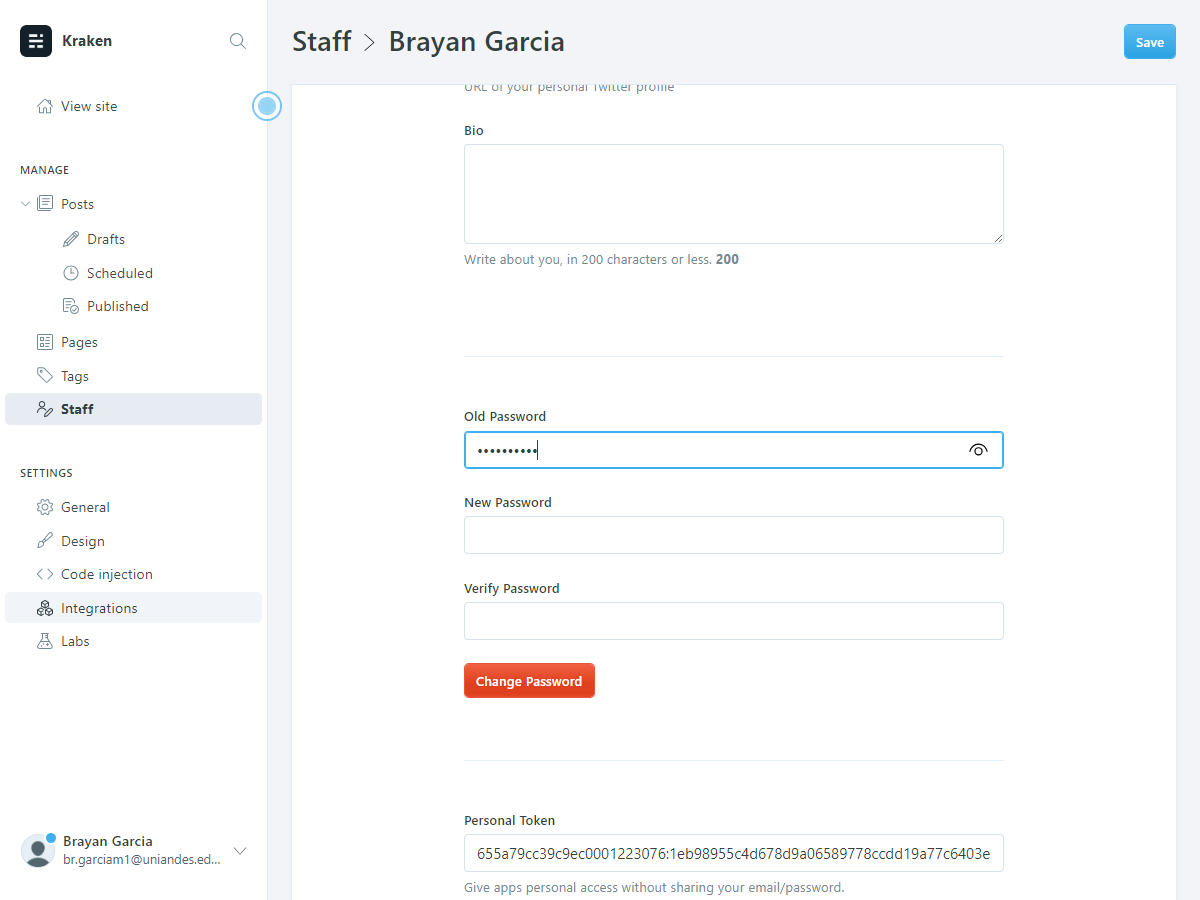 Kraken
View site
MANAGE
Posts
Drafts
Scheduled
Published
Pages
Tags
Staff
SETTINGS
General
Design
Code injection
Integrations
Labs
Brayan Garcia
br.garciam1@uniandes.ed...
Staff > Brayan Garcia
Save
URL of your personal Twitter profile
Bio
Write about you, in 200 characters or less. 200
Old Password
••••••••••
New Password
Verify Password
Change Password
Personal Token
655a79cc39c9ec0001223076:1eb98955c4d678d9a06589778ccdd19a77c6403e
Give apps personal access without sharing your email/password.